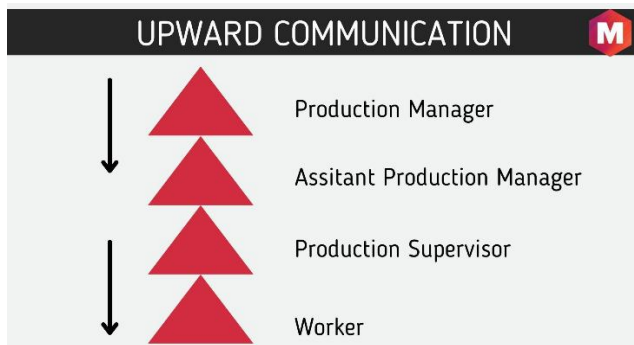 UPWARD COMMUNICATION
M
Production Manager
Assitant Production Manager
Production Supervisor
Worker